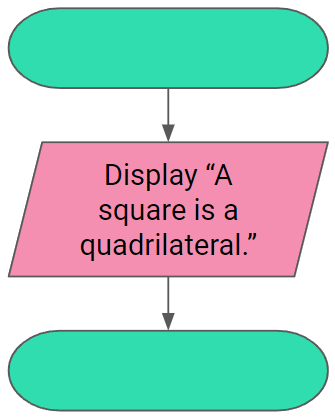 Display “A
square is a
quadrilateral.”